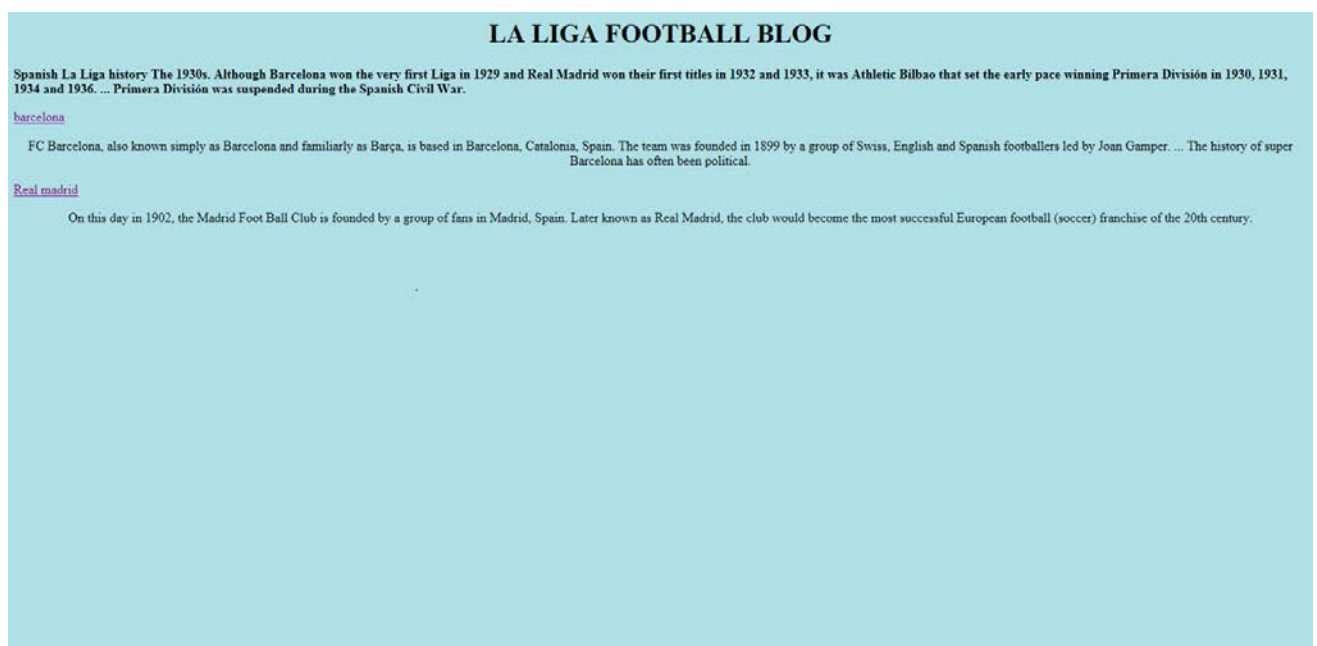 LA LIGA FOOTBALL BLOG
Spanish La Liga history The 1930s. Although Barcelona won the very first Liga in 1929 and Real Madrid won their first titles in 1932 and 1933, it was Athletic Bilbao that set the early pace winning Primera División in 1930, 1931,
1934 and 1936. ... Primera División was suspended during the Spanish Civil War.
barcelona
FC Barcelona, also known simply as Barcelona and familiarly as Barça, is based in Barcelona, Catalonia, Spain. The team was founded in 1899 by a group of Swiss, English and Spanish footballers led by Joan Gamper. ... The history of super
Barcelona has often been political.
Real madrid
On this day in 1902, the Madrid Foot Ball Club is founded by a group of fans in Madrid, Spain. Later known as Real Madrid, the club would become the most successful European football (soccer) franchise of the 20th century.